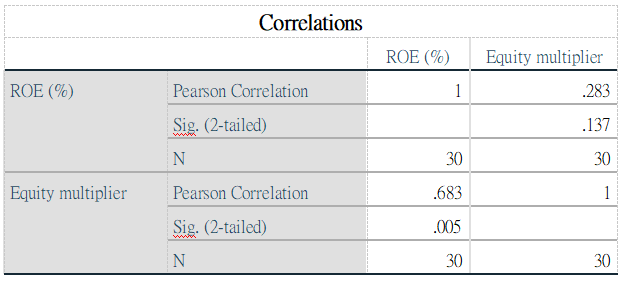 Correlations
ROE (%) Equity multiplier
ROE (%) Pearson Correlation 1 .283
Sig. (2-tailed) .137
N 30 30
Equity multiplier Pearson Correlation .683 1
Sig. (2-tailed) .005
N 30 30